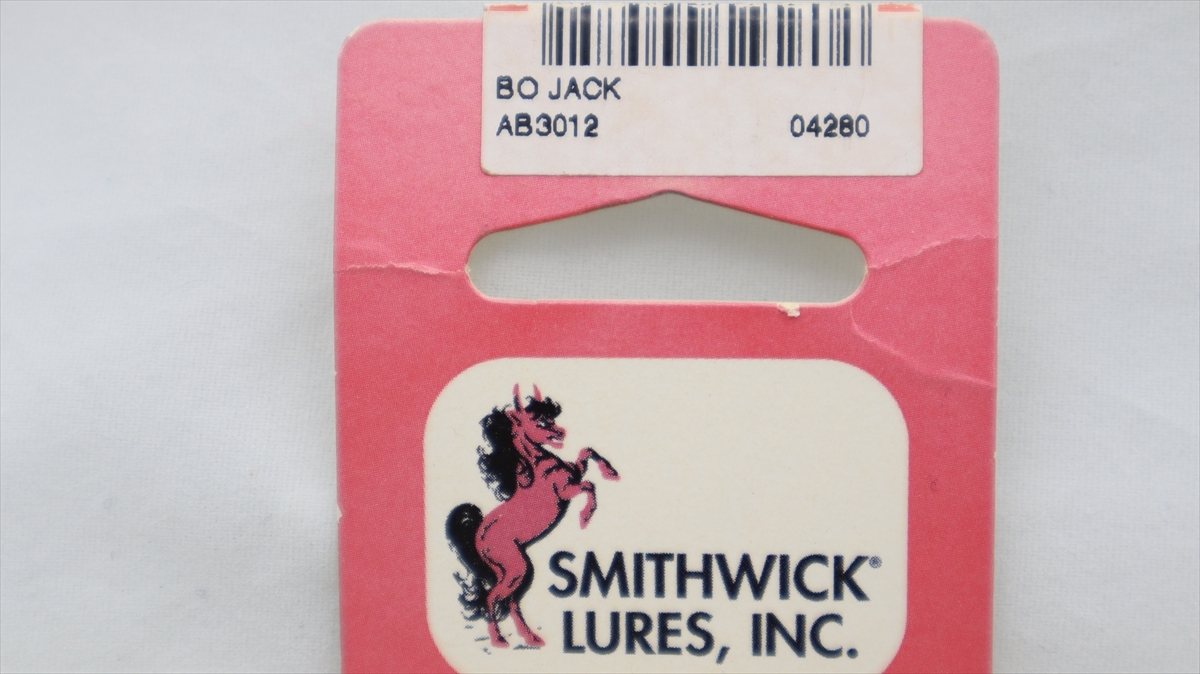 BO JACK
AB3012 04280
SMITHWICK®
LURES, INC.